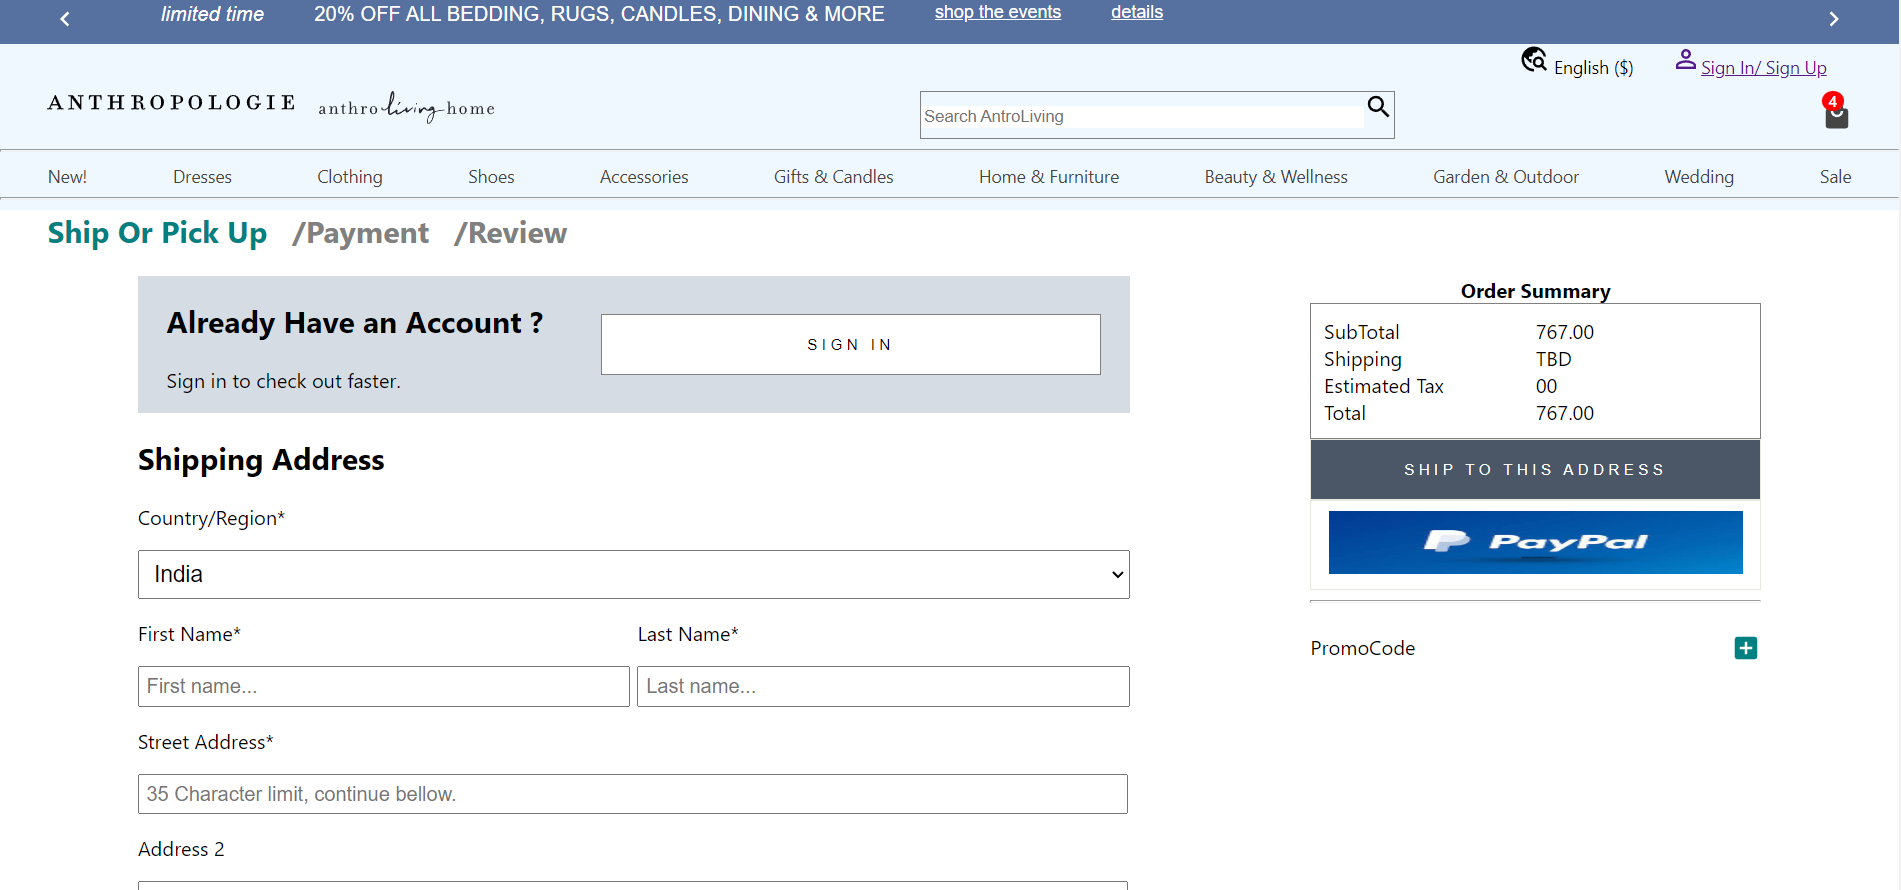 limited time 20% OFF ALL BEDDING, RUGS, CANDLES, DINING & MORE shop the events details
English ($) Sign In/ Sign Up
ANTHROPOLOGIE anthro living home
Search AntroLiving
4
New! Dresses Clothing Shoes Accessories Gifts & Candles Home & Furniture Beauty & Wellness Garden & Outdoor Wedding Sale
Ship Or Pick Up /Payment /Review
Already Have an Account ?
SIGN IN
Sign in to check out faster.
Shipping Address
Country/Region*
India
First Name* Last Name*
First name... Last name...
Street Address*
35 Character limit, continue bellow.
Address 2
Order Summary
SubTotal 767.00
Shipping TBD
Estimated Tax 00
Total 767.00
SHIP TO THIS ADDRESS
PayPal
PromoCode